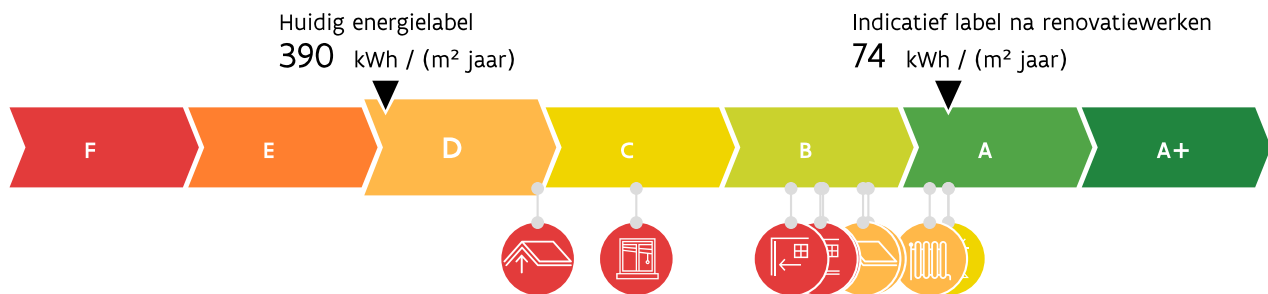 Huidig energielabel
390 kWh / (m² jaar)
Indicatief label na renovatiewerken
74 kWh / (m² jaar)
F E D C B A A+